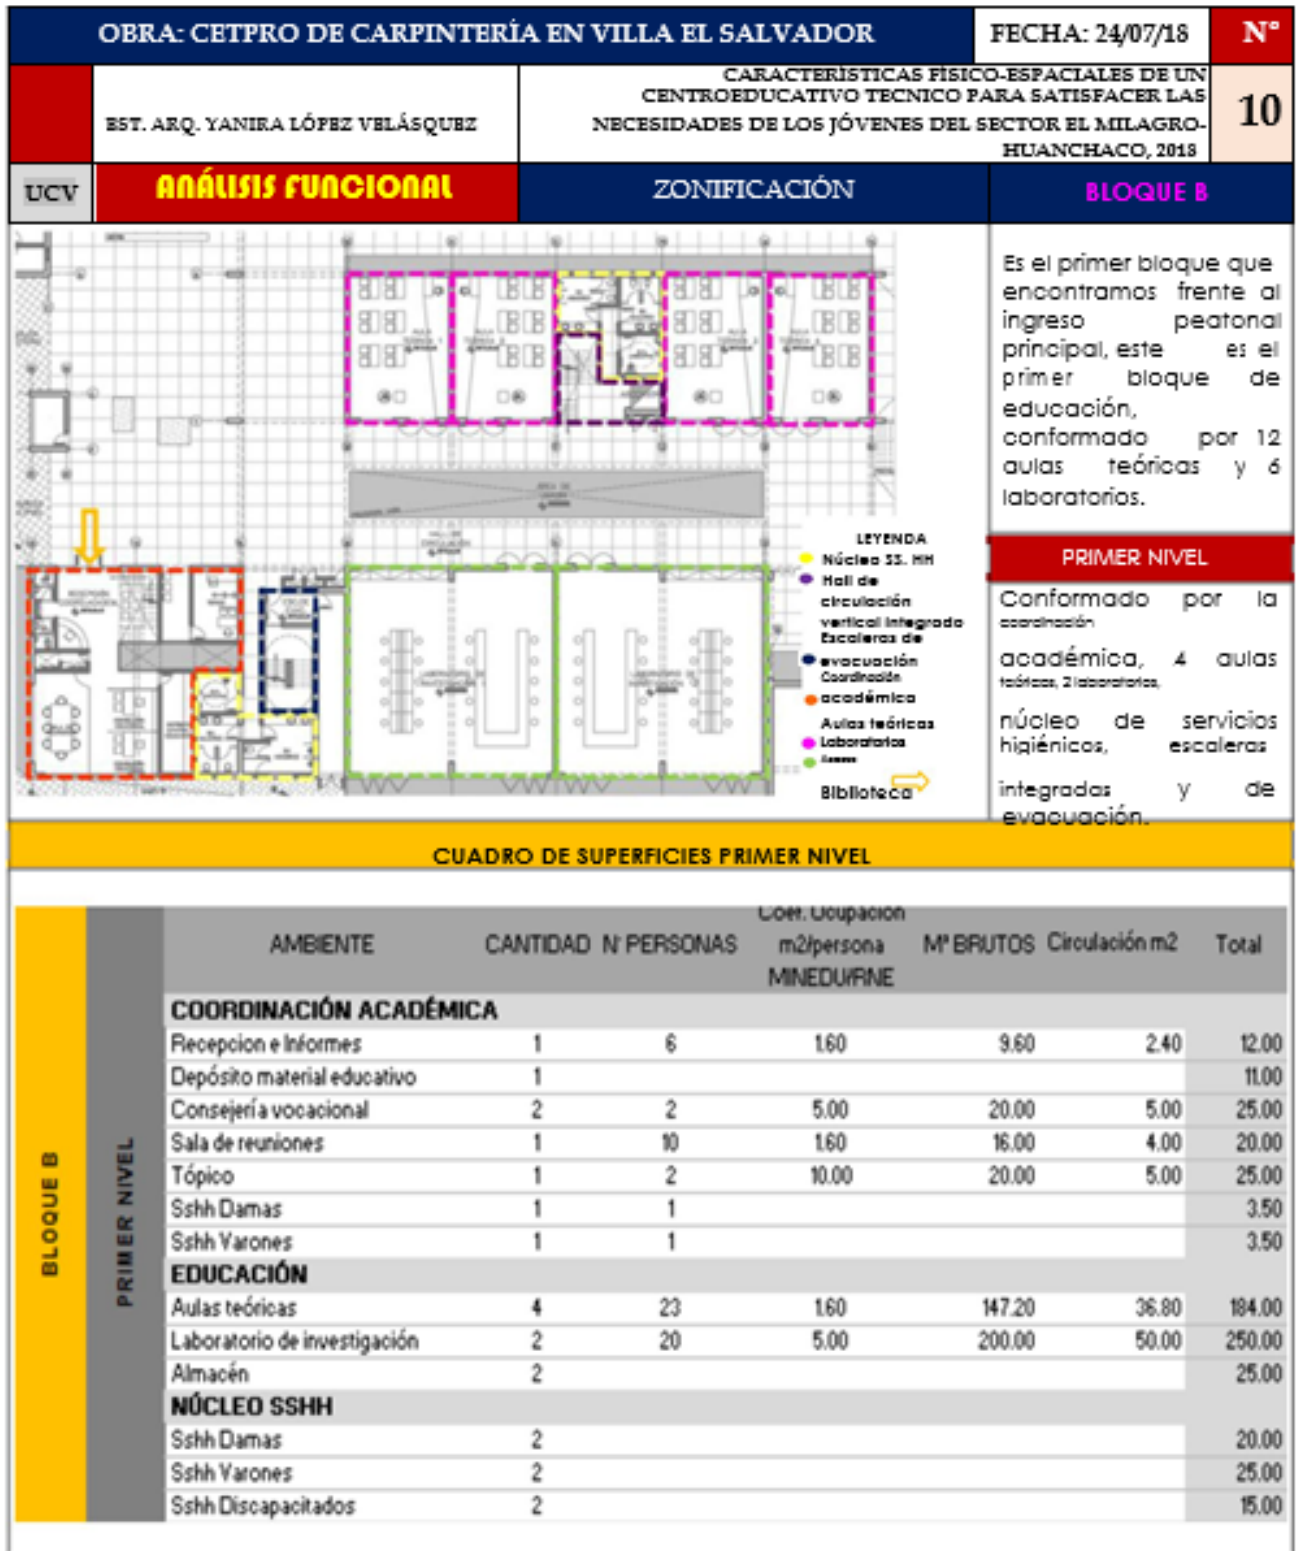 OBRA: CETPRO DE CARPINTERÍA EN VILLA EL SALVADOR
FECHA: 24/07/18
N°
EST. ARQ. YANIRA LÓPEZ VELÁSQUEZ
CARACTERÍSTICAS FÍSICO-ESPACIALES DE UN
CENTROEDUCATIVO TECNICO PARA SATISFACER LAS
NECESIDADES DE LOS JÓVENES DEL SECTOR EL MILAGRO-
HUANCHACO, 2018
10
UCV
ANÁLISIS FUNCIONAL
ZONIFICACIÓN
BLOQUE B
Es el primer bloque que
encontramos frente al
ingreso peatonal
principal, este es el
primer bloque de
educación,
conformado por 12
aulas teóricas y 6
laboratorios.
LEYENDA
Núcleo SS. HH
Hall de
circulación
vertical integrado
Escaleras de
evacuación
Coordinación
académica
Aulas teóricas
Laboratorios
Biblioteca
PRIMER NIVEL
Conformado por la
coordinación
académica, 4 aulas
teóricas, 2 laboratorios,
núcleo de servicios
higiénicos, escaleras
integradas y de
evacuación.
CUADRO DE SUPERFICIES PRIMER NIVEL
BLOQUE B
PRIMER NIVEL
AMBIENTE CANTIDAD N° PERSONAS Coef. Ocupación m2/persona MINEDU/RNE M² BRUTOS Circulación m2 Total
COORDINACIÓN ACADÉMICA
Recepcion e Informes 1 6 1.60 9.60 2.40 12.00
Depósito material educativo 1 11.00
Consejería vocacional 2 2 5.00 20.00 5.00 25.00
Sala de reuniones 1 10 1.60 16.00 4.00 20.00
Tópico 1 2 10.00 20.00 5.00 25.00
Sshh Damas 1 1 3.50
Sshh Varones 1 1 3.50
EDUCACIÓN
Aulas teóricas 4 23 1.60 147.20 36.80 184.00
Laboratorio de investigación 2 20 5.00 200.00 50.00 250.00
Almacén 2 25.00
NÚCLEO SSHH
Sshh Damas 2 20.00
Sshh Varones 2 25.00
Sshh Discapacitados 2 15.00